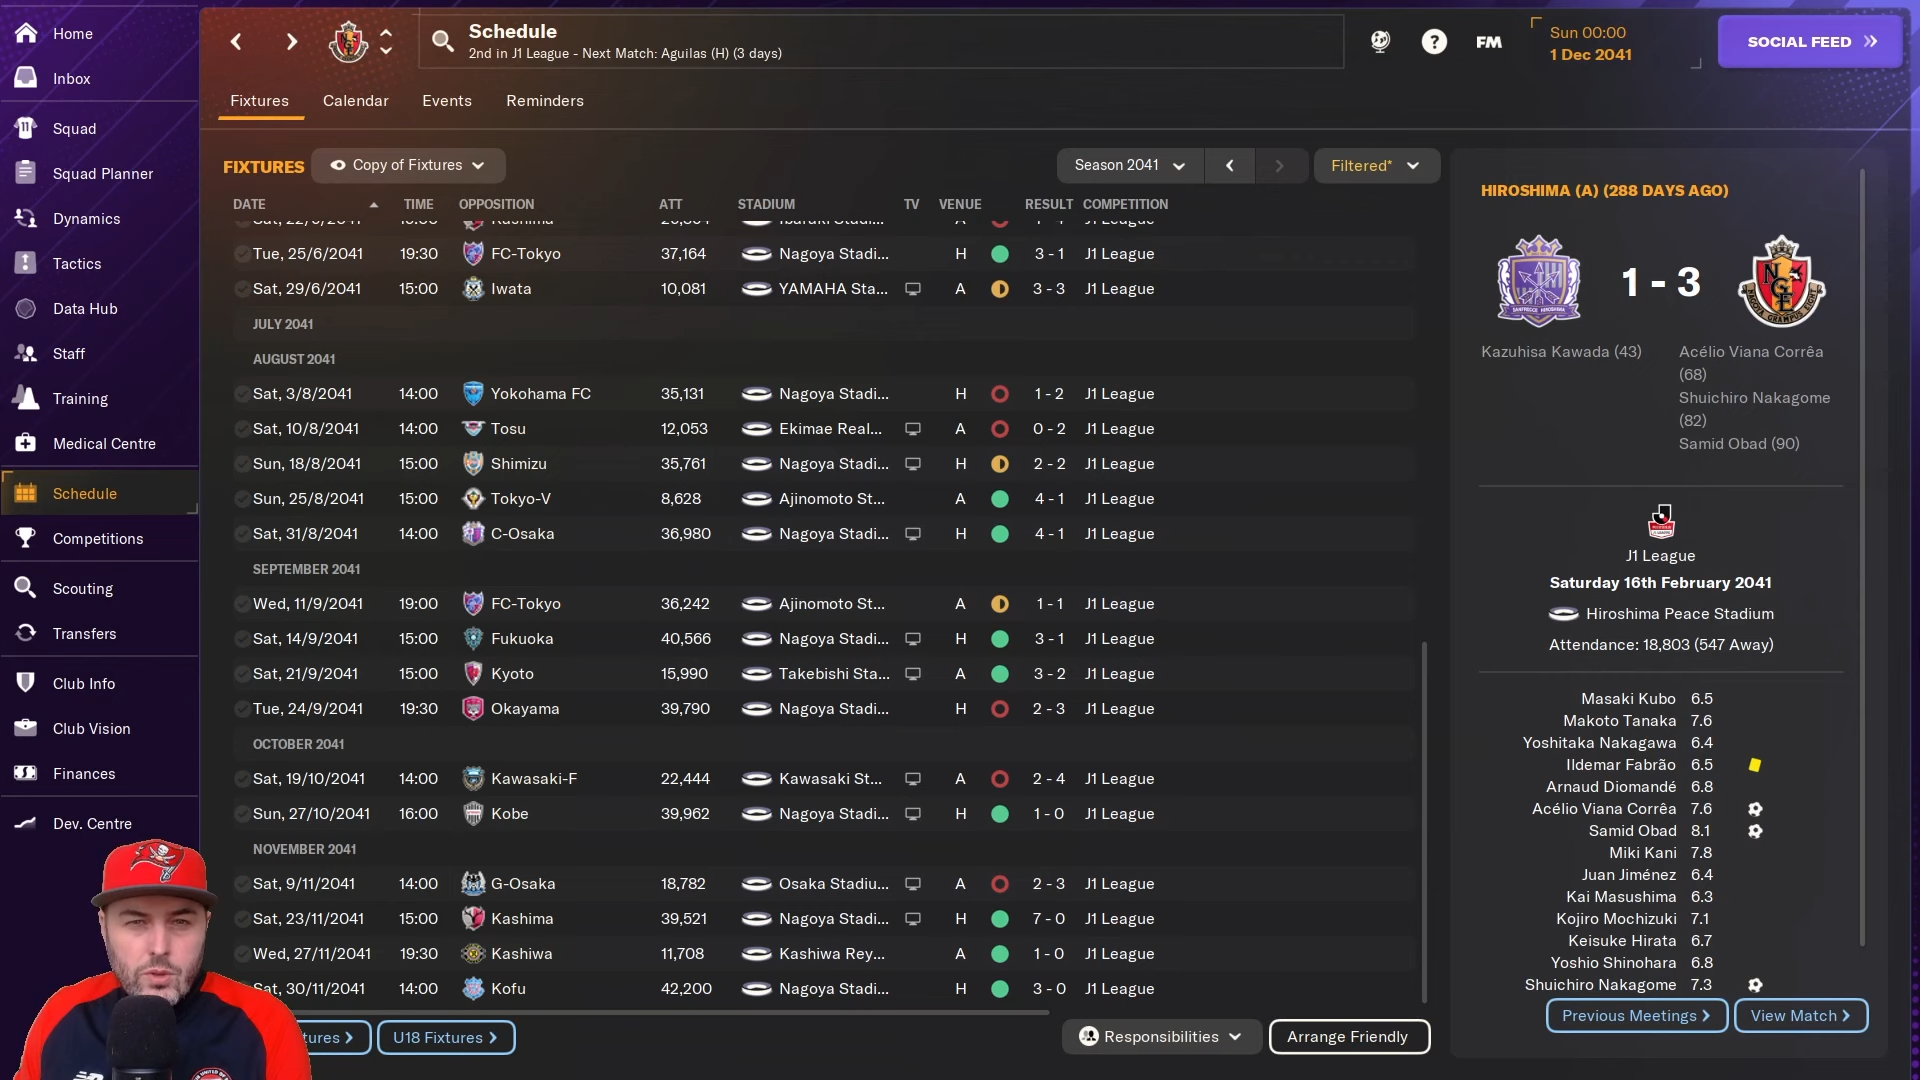 Home
Inbox
Squad
Squad Planner
Dynamics
Tactics
Data Hub
Staff
Training
Medical Centre
Schedule
Competitions
Scouting
Transfers
Club Info
Club Vision
Finances
Dev. Centre
Schedule
2nd in J1 League - Next Match: Aguilas (H) (3 days)
?
FM
Sun 00:00
1 Dec 2041
SOCIAL FEED
Fixtures Calendar Events Reminders
FIXTURES Copy of Fixtures Season 2041 Filtered*
DATE TIME OPPOSITION ATT STADIUM TV VENUE RESULT COMPETITION
Tue, 25/6/2041 19:30 FC-Tokyo 37,164 Nagoya Stadi... H 3 - 1 J1 League
Sat, 29/6/2041 15:00 Iwata 10,081 YAMAHA Sta... A 3 - 3 J1 League
JULY 2041
AUGUST 2041
Sat, 3/8/2041 14:00 Yokohama FC 35,131 Nagoya Stadi... H 1 - 2 J1 League
Sat, 10/8/2041 14:00 Tosu 12,053 Ekimae Real... A 0 - 2 J1 League
Sun, 18/8/2041 15:00 Shimizu 35,761 Nagoya Stadi... H 2 - 2 J1 League
Sun, 25/8/2041 15:00 Tokyo-V 8,628 Ajinomoto St... A 4 - 1 J1 League
Sat, 31/8/2041 14:00 C-Osaka 36,980 Nagoya Stadi... H 4 - 1 J1 League
SEPTEMBER 2041
Wed, 11/9/2041 19:00 FC-Tokyo 36,242 Ajinomoto St... A 1 - 1 J1 League
Sat, 14/9/2041 15:00 Fukuoka 40,566 Nagoya Stadi... H 3 - 1 J1 League
Sat, 21/9/2041 15:00 Kyoto 15,990 Takebishi Sta... A 3 - 2 J1 League
Tue, 24/9/2041 19:30 Okayama 39,790 Nagoya Stadi... H 2 - 3 J1 League
OCTOBER 2041
Sat, 19/10/2041 14:00 Kawasaki-F 22,444 Kawasaki St... A 2 - 4 J1 League
Sun, 27/10/2041 16:00 Kobe 39,962 Nagoya Stadi... H 1 - 0 J1 League
NOVEMBER 2041
Sat, 9/11/2041 14:00 G-Osaka 18,782 Osaka Stadiu... A 2 - 3 J1 League
Sat, 23/11/2041 15:00 Kashima 39,521 Nagoya Stadi... H 7 - 0 J1 League
Wed, 27/11/2041 19:30 Kashiwa 11,708 Kashiwa Rey... A 1 - 0 J1 League
Sat, 30/11/2041 14:00 Kofu 42,200 Nagoya Stadi... H 3 - 0 J1 League
tures U18 Fixtures Responsibilities Arrange Friendly
HIROSHIMA (A) (288 DAYS AGO)
1 - 3
Kazuhisa Kawada (43)
Acélio Viana Corrêa
(68)
Shuichiro Nakagome
(82)
Samid Obad (90)
J1 League
Saturday 16th February 2041
Hiroshima Peace Stadium
Attendance: 18,803 (547 Away)
Masaki Kubo 6.5
Makoto Tanaka 7.6
Yoshitaka Nakagawa 6.4
Ildemar Fabrão 6.5
Arnaud Diomandé 6.8
Acélio Viana Corrêa 7.6
Samid Obad 8.1
Miki Kani 7.8
Juan Jiménez 6.4
Kai Masushima 6.3
Kojiro Mochizuki 7.1
Keisuke Hirata 6.7
Yoshio Shinohara 6.8
Shuichiro Nakagome 7.3
Previous Meetings View Match